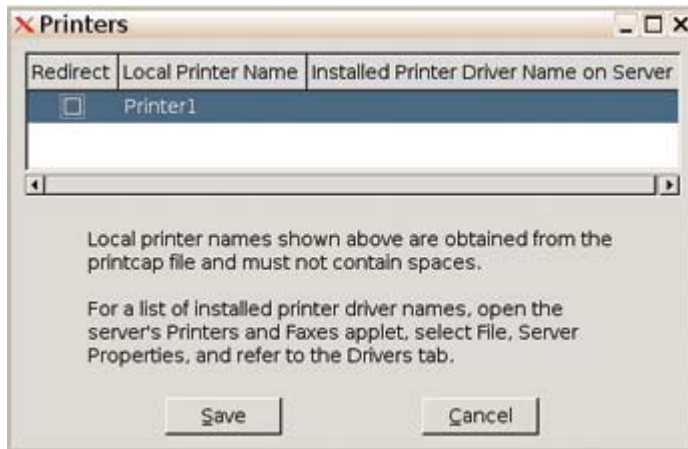 Printers
Redirect Local Printer Name Installed Printer Driver Name on Server
Printer1
Local printer names shown above are obtained from the
printcap file and must not contain spaces.
For a list of installed printer driver names, open the
server's Printers and Faxes applet, select File, Server
Properties, and refer to the Drivers tab.
Save Cancel